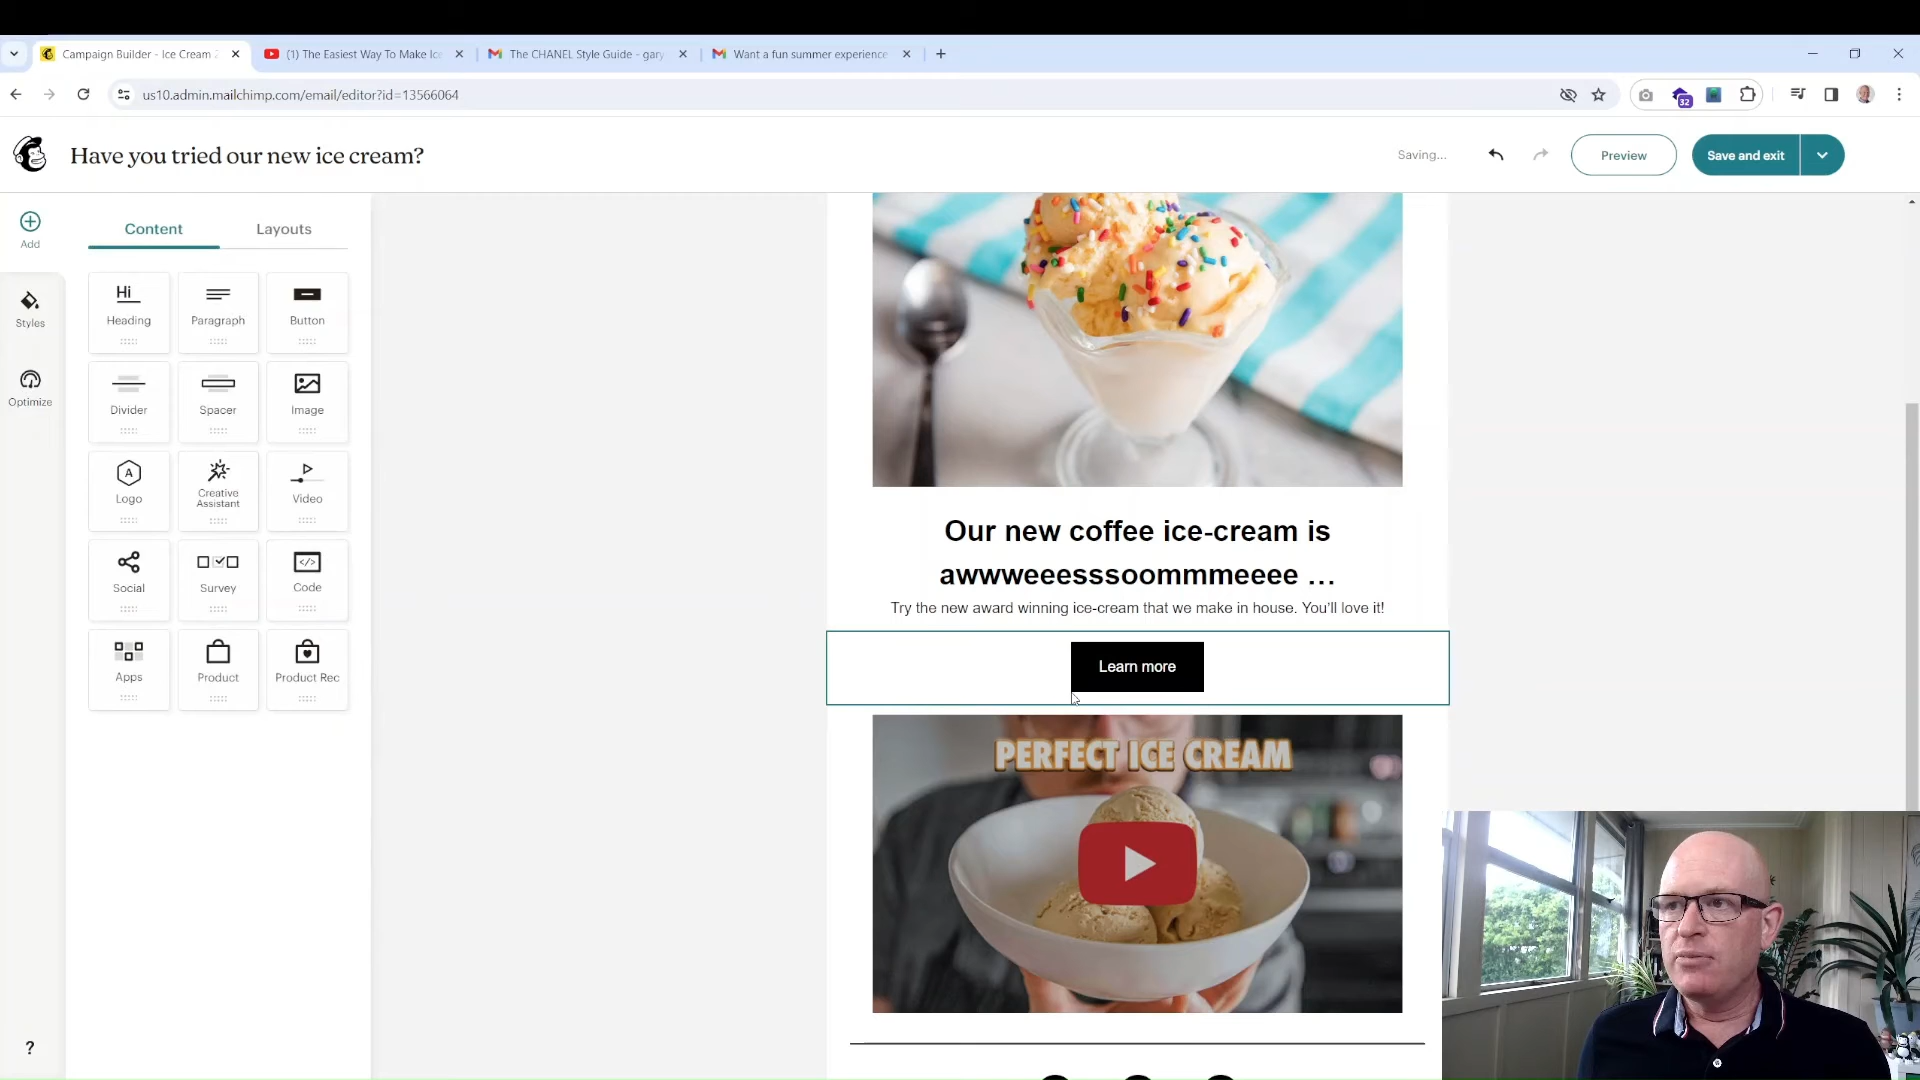 Campaign Builder - Ice Cream 2
(1) The Easiest Way To Make Ice
The CHANEL Style Guide - gary
Want a fun summer experience
us10.admin.mailchimp.com/email/editor?id=13566064
32
Have you tried our new ice cream?
Saving...
Preview
Save and exit
Add
Styles
Optimize
Content
Layouts
Hi
Heading
Paragraph
Button
Divider
Spacer
Image
A
Logo
Creative
Assistant
Video
Social
Survey
</>
Code
Apps
Product
Product Rec
Our new coffee ice-cream is
awwweeesssoommmeeee …
Try the new award winning ice-cream that we make in house. You'll love it!
Learn more
PERFECT ICE CREAM
?